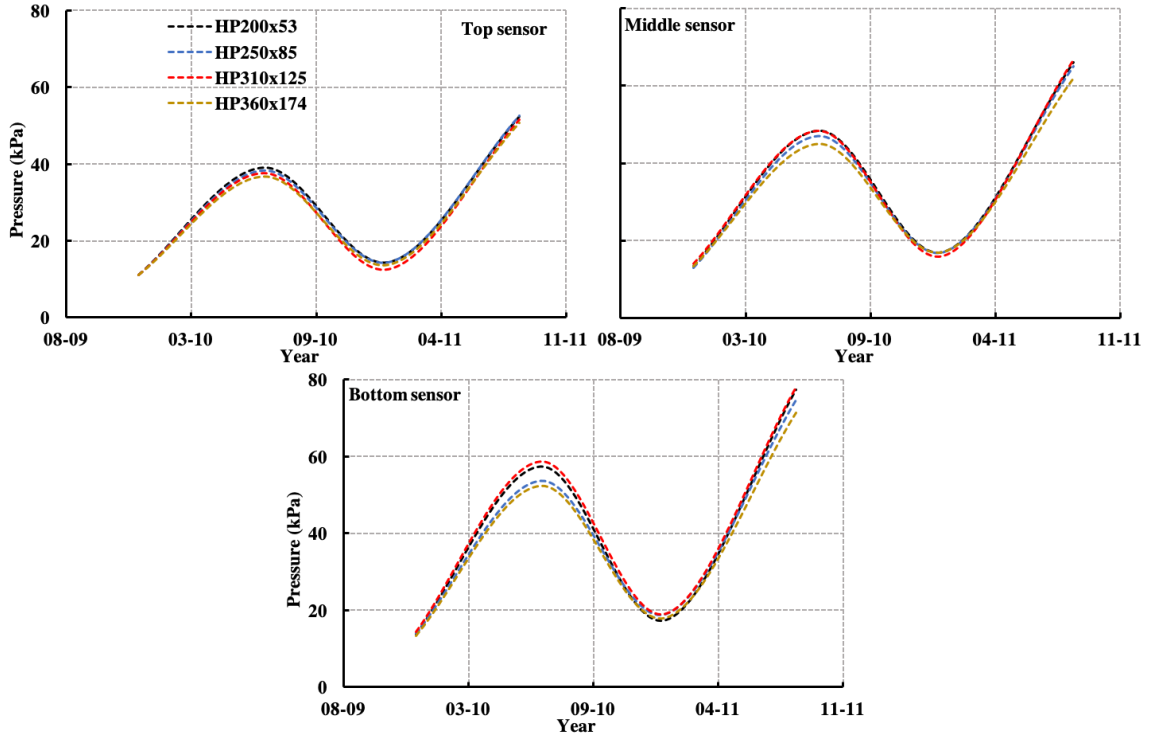 Top sensor
HP200x53
HP250x85
HP310x125
HP360x174
Pressure (kPa)
80
60
40
20
0
08-09 03-10 09-10 04-11 11-11
Year
Middle sensor
08-09 03-10 09-10 04-11 11-11
Year
Bottom sensor
Pressure (kPa)
80
60
40
20
0
08-09 03-10 09-10 04-11 11-11
Year